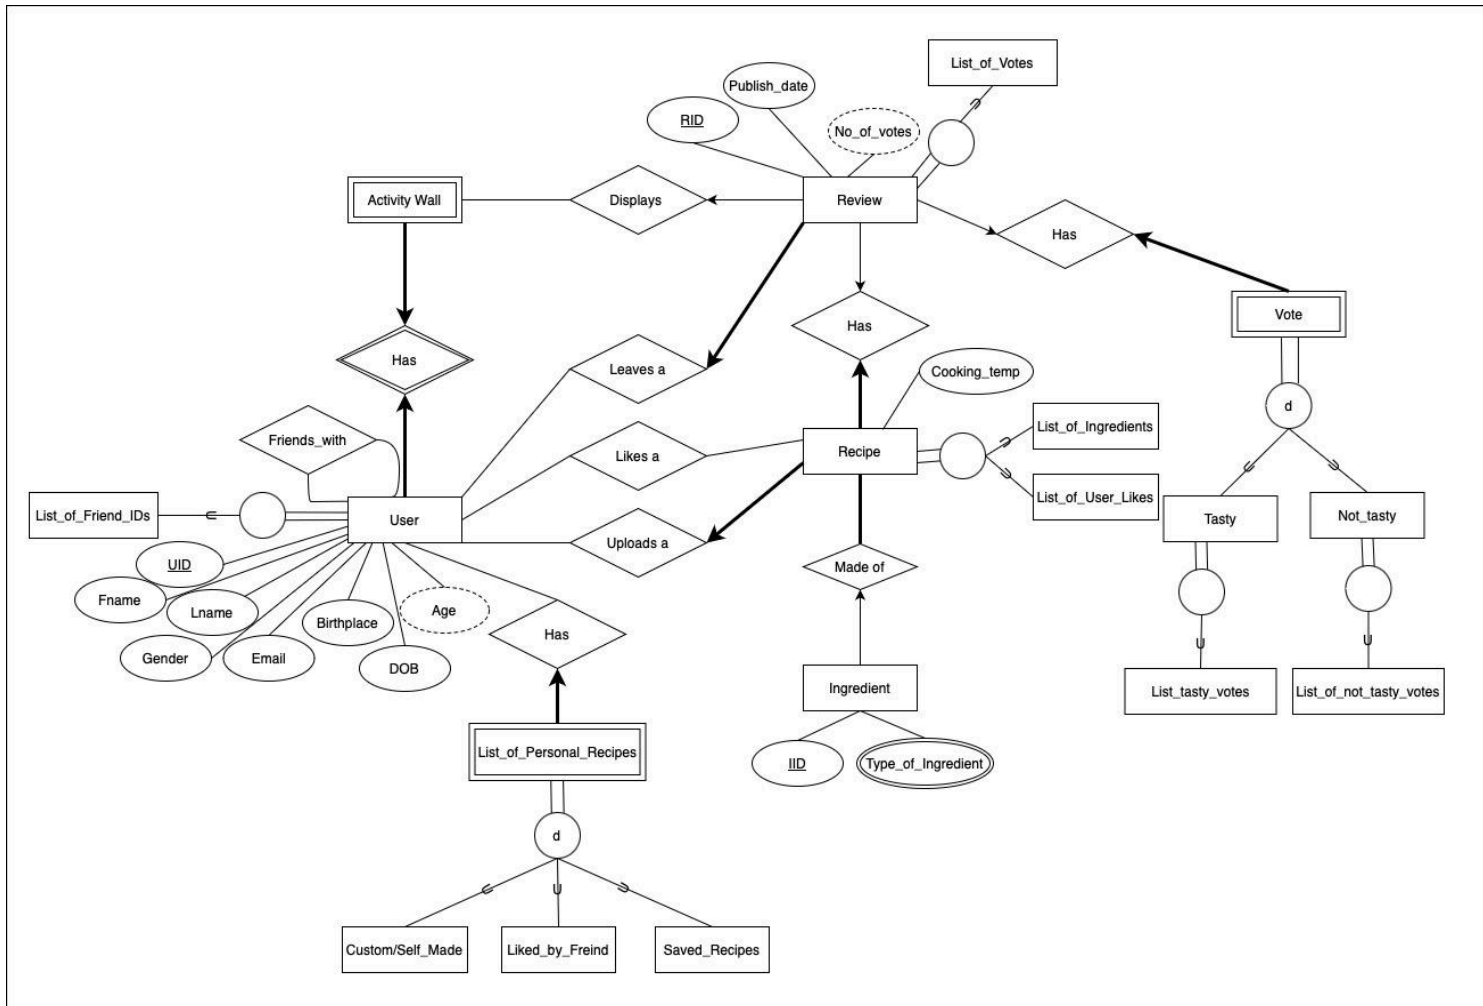 List_of_Votes
Publish_date
RID
No_of_votes
Activity Wall
Displays
Review
Has
Vote
Has
Has
Leaves a
Cooking_temp
d
List_of_Ingredients
Friends_with
Likes a
Recipe
List_of_User_Likes
List_of_Friend_IDs
User
Tasty
Not_tasty
Uploads a
UID
Made of
Fname
Lname
Age
Birthplace
Has
Gender
Email
DOB
Ingredient
List_tasty_votes
List_of_not_tasty_votes
List_of_Personal_Recipes
IID
Type_of_Ingredient
d
Custom/Self_Made
Liked_by_Freind
Saved_Recipes